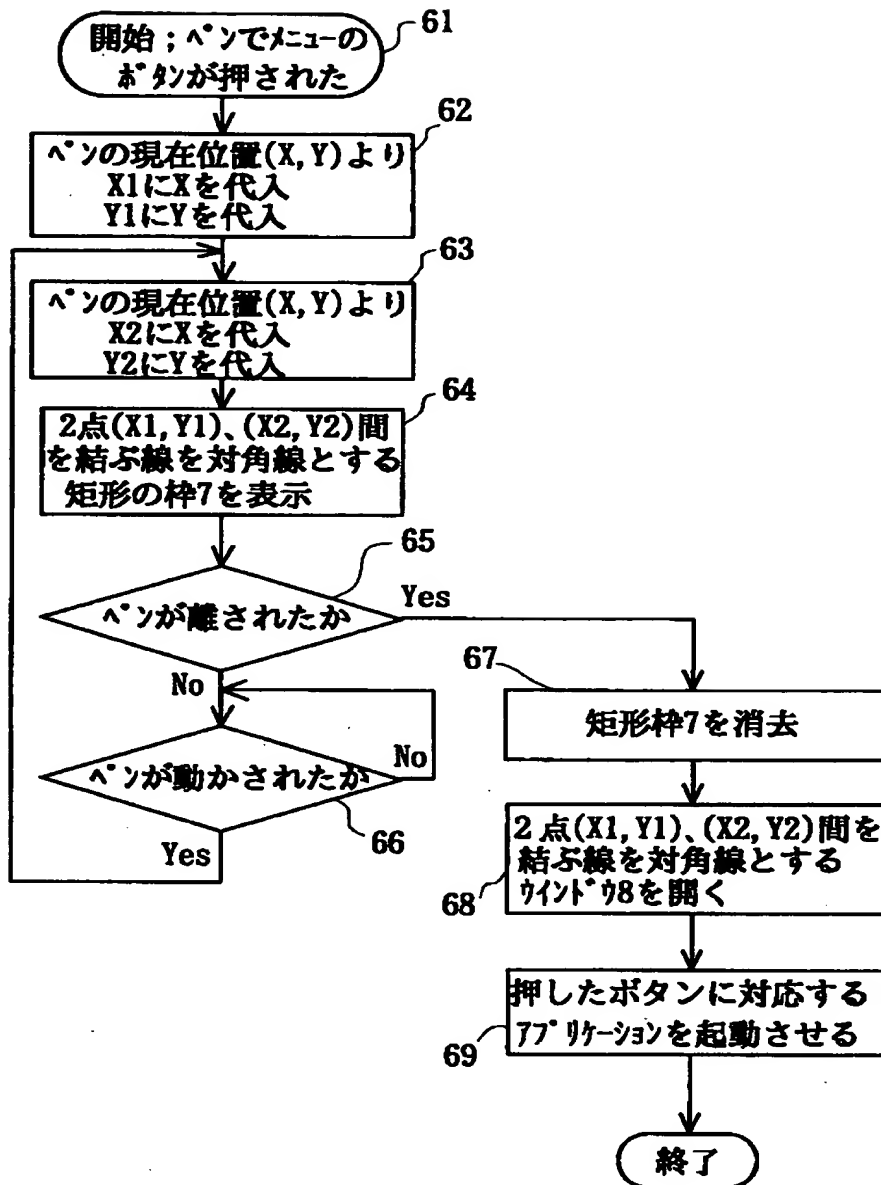 開始；ペンでメニューの
ボタンが押された
61
62
ペンの現在位置(X,Y)より
X1にXを代入
Y1にYを代入
63
ペンの現在位置(X,Y)より
X2にXを代入
Y2にYを代入
64
2点(X1,Y1)、(X2,Y2)間
を結ぶ線を対角線とする
矩形の枠7を表示
65
ペンが離されたか
Yes
No
ペンが動かされたか
No
66
Yes
67
矩形枠7を消去
2点(X1,Y1)、(X2,Y2)間を
結ぶ線を対角線とする
ウインドウ8を開く
68
押したボタンに対応する
アプリケーションを起動させる
69
終了